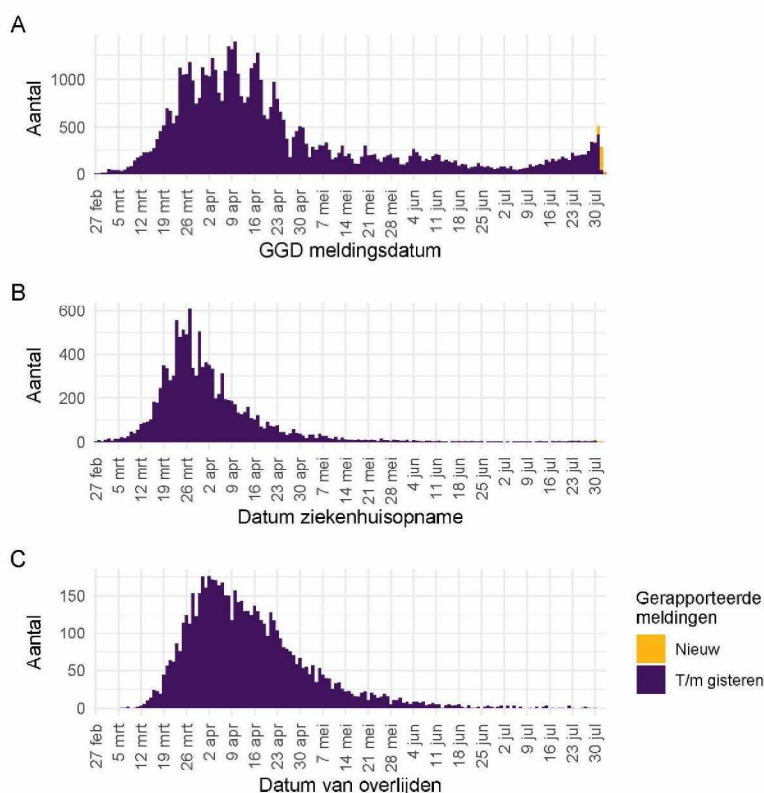 A
Aantal
1000
500
0
27 feb
5 mrt
12 mrt
19 mrt
26 mrt
2 apr
9 apr
16 apr
23 apr
30 apr
7 mei
14 mei
21 mei
28 mei
4 jun
11 jun
18 jun
25 jun
2 jul
9 jul
16 jul
23 jul
30 jul
GGD meldingsdatum
B
Aantal
600
400
200
0
27 feb
5 mrt
12 mrt
19 mrt
26 mrt
2 apr
9 apr
16 apr
23 apr
30 apr
7 mei
14 mei
21 mei
28 mei
4 jun
11 jun
18 jun
25 jun
2 jul
9 jul
16 jul
23 jul
30 jul
Datum ziekenhuisopname
C
Aantal
150
100
50
0
27 feb
5 mrt
12 mrt
19 mrt
26 mrt
2 apr
9 apr
16 apr
23 apr
30 apr
7 mei
14 mei
21 mei
28 mei
4 jun
11 jun
18 jun
25 jun
2 jul
9 jul
16 jul
23 jul
30 jul
Datum van overlijden
Gerapporteerde
meldingen
Nieuw
T/m gisteren